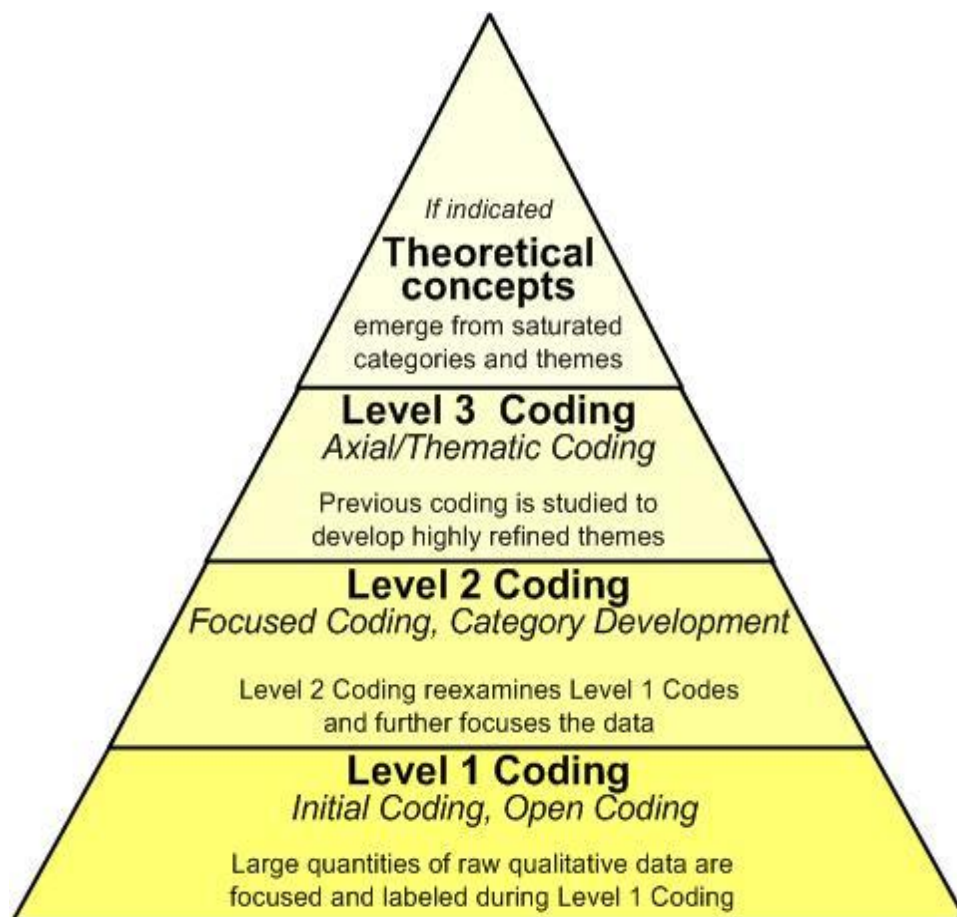 If indicated
Theoretical
concepts
emerge from saturated
categories and themes
Level 3 Coding
Axial/Thematic Coding
Previous coding is studied to
develop highly refined themes
Level 2 Coding
Focused Coding, Category Development
Level 2 Coding reexamines Level 1 Codes
and further focuses the data
Level 1 Coding
Initial Coding, Open Coding
Large quantities of raw qualitative data are
focused and labeled during Level 1 Coding